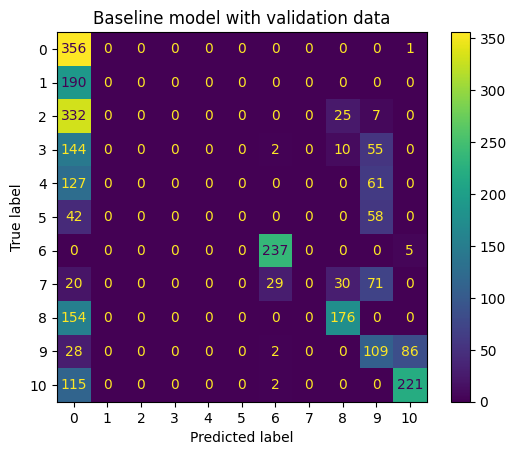 Baseline model with validation data
True label
0 356 0 0 0 0 0 0 0 0 0 1
1 190 0 0 0 0 0 0 0 0 0 0
2 332 0 0 0 0 0 0 0 25 7 0
3 144 0 0 0 0 0 2 0 10 55 0
4 127 0 0 0 0 0 0 0 0 61 0
5 42 0 0 0 0 0 0 0 0 58 0
6 0 0 0 0 0 0 237 0 0 0 5
7 20 0 0 0 0 0 29 0 30 71 0
8 154 0 0 0 0 0 0 0 176 0 0
9 28 0 0 0 0 0 2 0 0 109 86
10 115 0 0 0 0 0 2 0 0 0 221
0 1 2 3 4 5 6 7 8 9 10
Predicted label
350
300
250
200
150
100
50
0